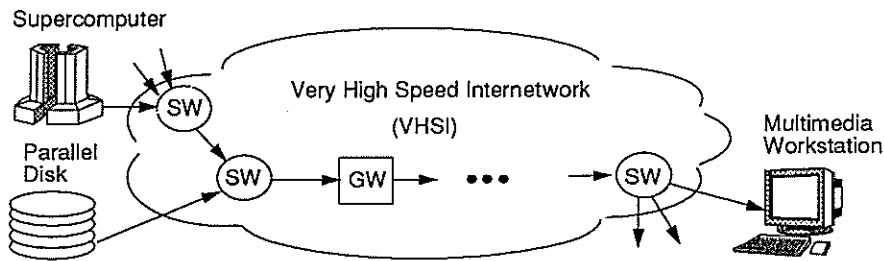 Supercomputer
SW
Very High Speed Internetwork
(VHSI)
Multimedia
Workstation
Parallel
Disk
SW
GW
SW